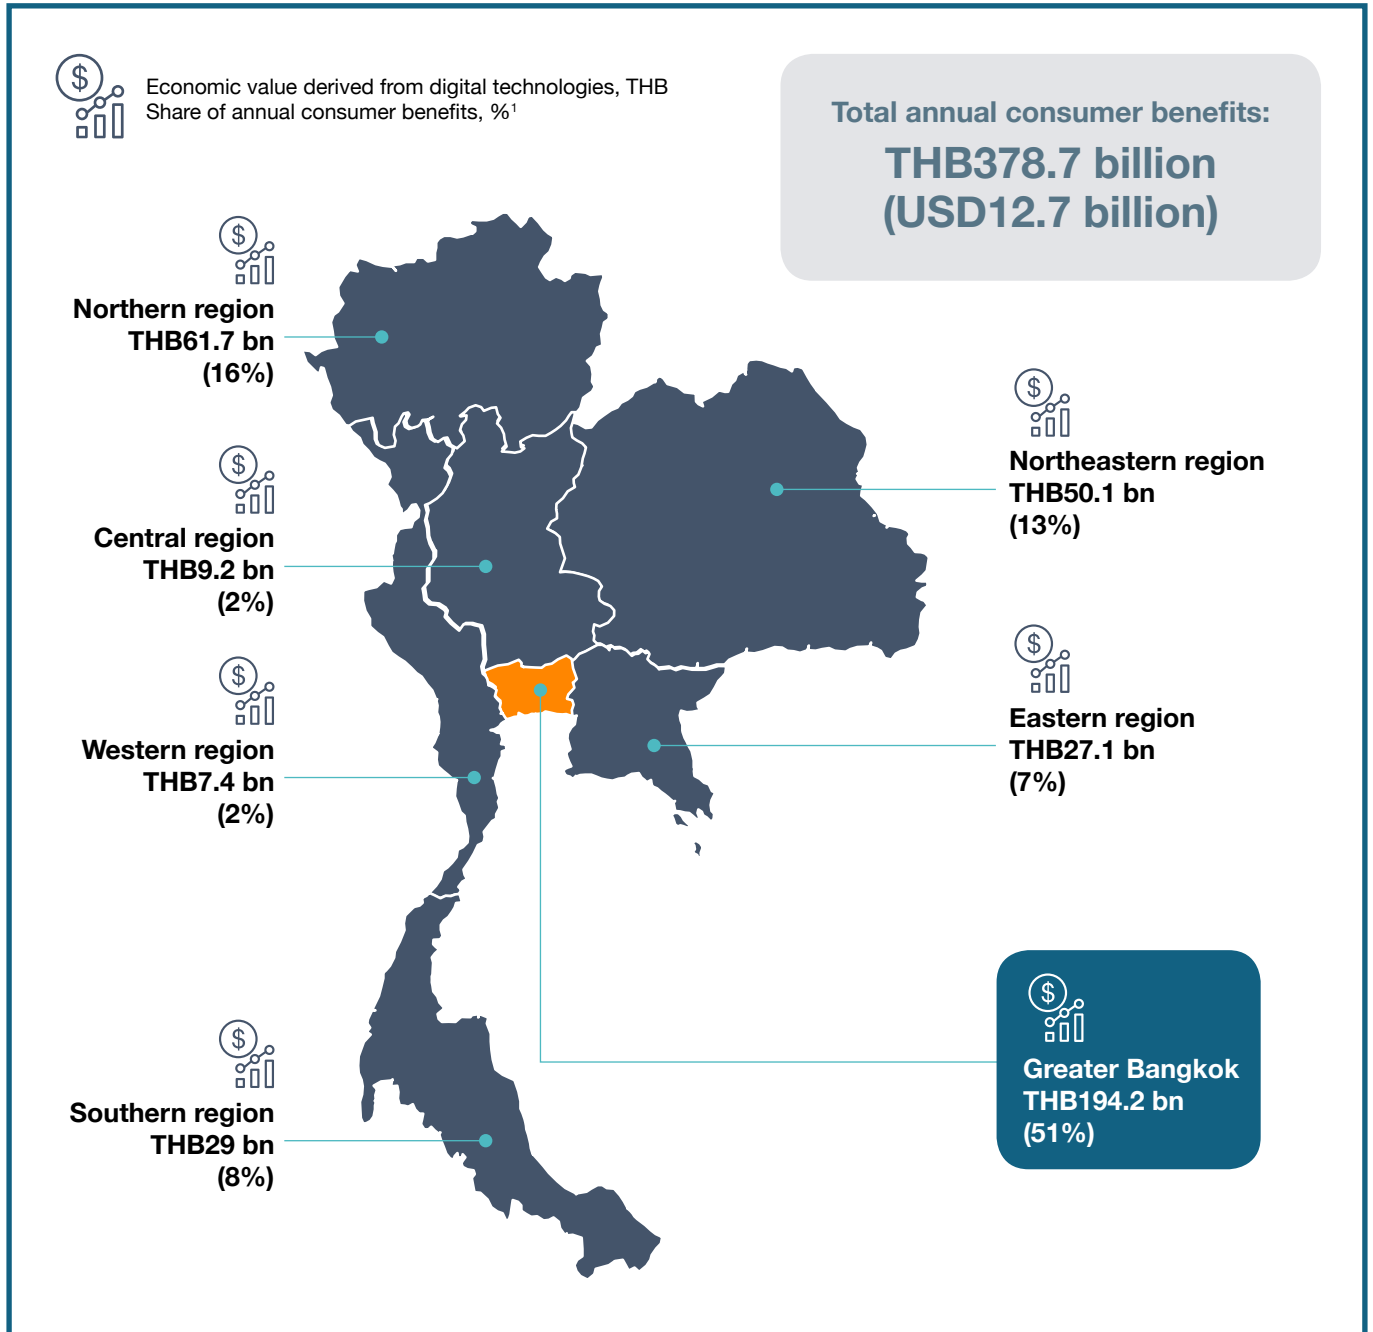 $
Economic value derived from digital technologies, THB
Share of annual consumer benefits, %¹
Total annual consumer benefits:
THB378.7 billion
(USD12.7 billion)
$
Northern region
THB61.7 bn
(16%)
$
Northeastern region
THB50.1 bn
(13%)
$
Central region
THB9.2 bn
(2%)
$
Eastern region
THB27.1 bn
(7%)
$
Western region
THB7.4 bn
(2%)
$
Greater Bangkok
THB194.2 bn
(51%)
$
Southern region
THB29 bn
(8%)